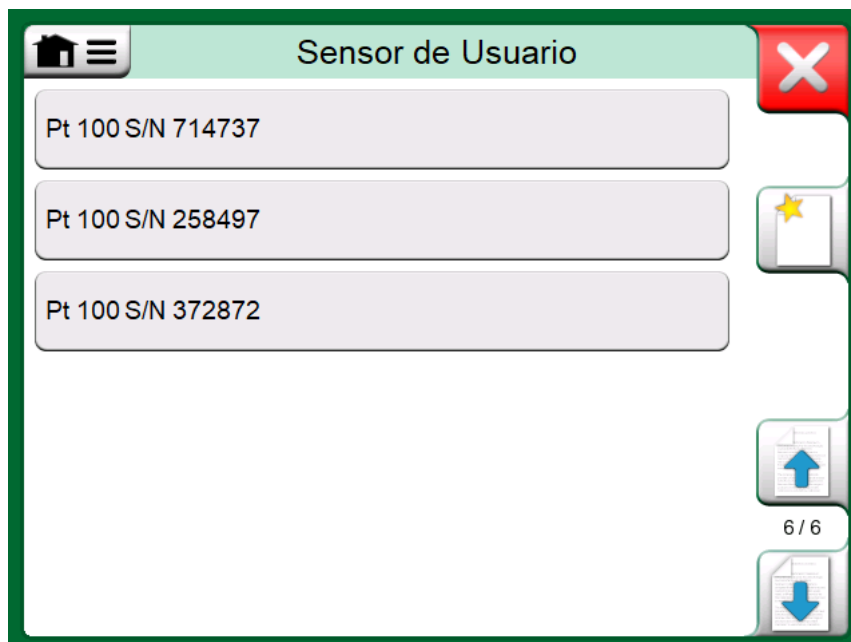 Sensor de Usuario
Pt 100 S/N 714737
Pt 100 S/N 258497
Pt 100 S/N 372872
6 / 6